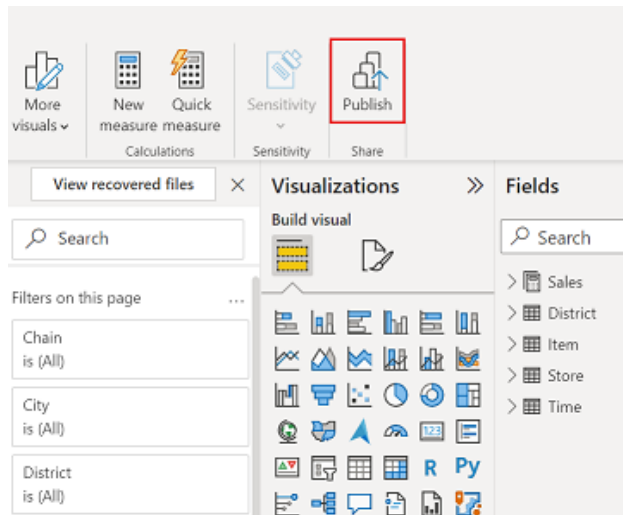 More
visuals
New
measure
Quick
measure
Sensitivity
Publish
Calculations
Sensitivity
Share
View recovered files
Search
Filters on this page
...
Chain
is (All)
City
is (All)
District
is (All)
Visualizations
Build visual
123
R
Py
Fields
Search
Sales
District
Item
Store
Time